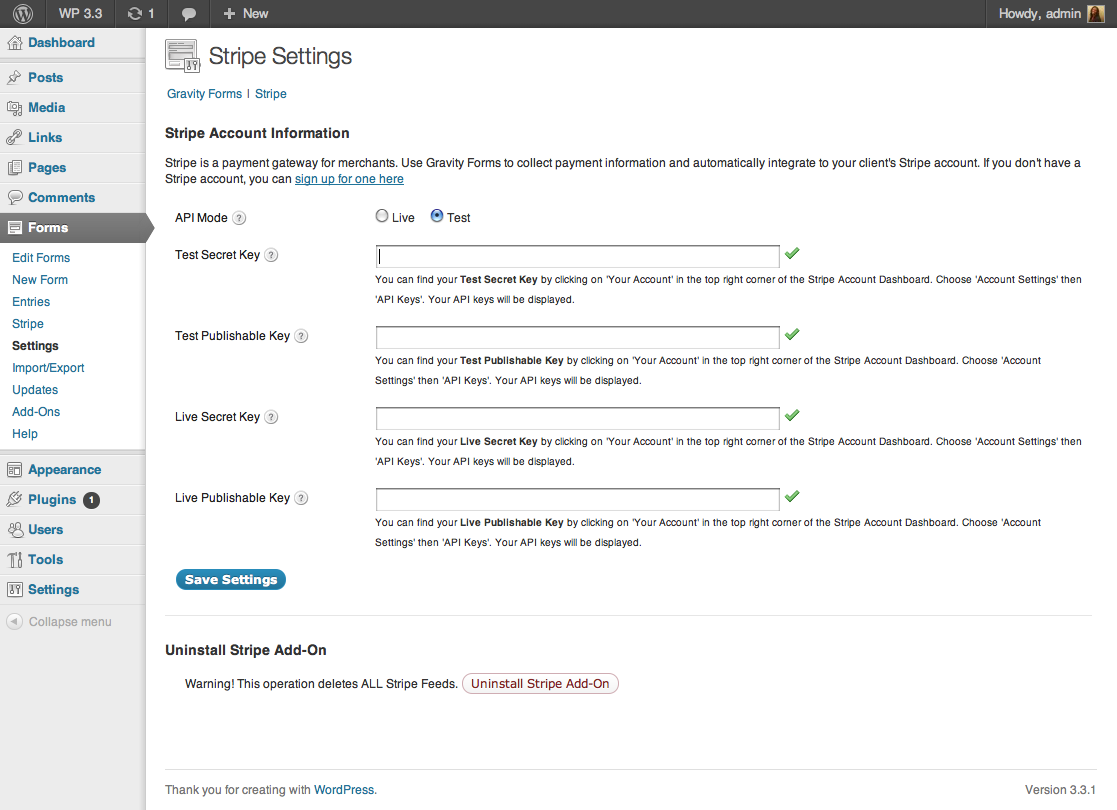 WP 3.3 1 + New Howdy, admin
Dashboard
Posts
Media
Links
Pages
Comments
Forms
Edit Forms
New Form
Entries
Stripe
Settings
Import/Export
Updates
Add-Ons
Help
Appearance
Plugins 1
Users
Tools
Settings
Collapse menu
Stripe Settings
Gravity Forms | Stripe
Stripe Account Information
Stripe is a payment gateway for merchants. Use Gravity Forms to collect payment information and automatically integrate to your client's Stripe account. If you don't have a
Stripe account, you can sign up for one here
API Mode ? Live Test
Test Secret Key ?
You can find your Test Secret Key by clicking on 'Your Account' in the top right corner of the Stripe Account Dashboard. Choose 'Account Settings' then
'API Keys'. Your API keys will be displayed.
Test Publishable Key ?
You can find your Test Publishable Key by clicking on 'Your Account' in the top right corner of the Stripe Account Dashboard. Choose 'Account
Settings' then 'API Keys'. Your API keys will be displayed.
Live Secret Key ?
You can find your Live Secret Key by clicking on 'Your Account' in the top right corner of the Stripe Account Dashboard. Choose 'Account Settings' then
'API Keys'. Your API keys will be displayed.
Live Publishable Key ?
You can find your Live Publishable Key by clicking on 'Your Account' in the top right corner of the Stripe Account Dashboard. Choose 'Account
Settings' then 'API Keys'. Your API keys will be displayed.
Save Settings
Uninstall Stripe Add-On
Warning! This operation deletes ALL Stripe Feeds. Uninstall Stripe Add-On
Thank you for creating with WordPress. Version 3.3.1